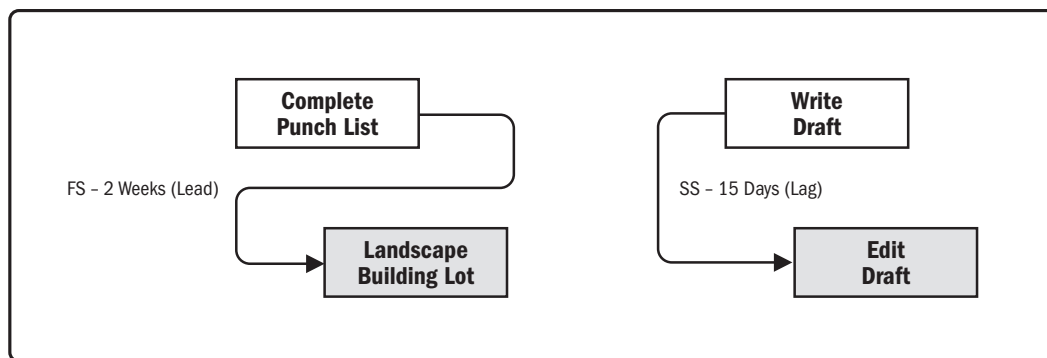 Complete
Punch List
Write
Draft
FS – 2 Weeks (Lead)
SS – 15 Days (Lag)
Landscape
Building Lot
Edit
Draft